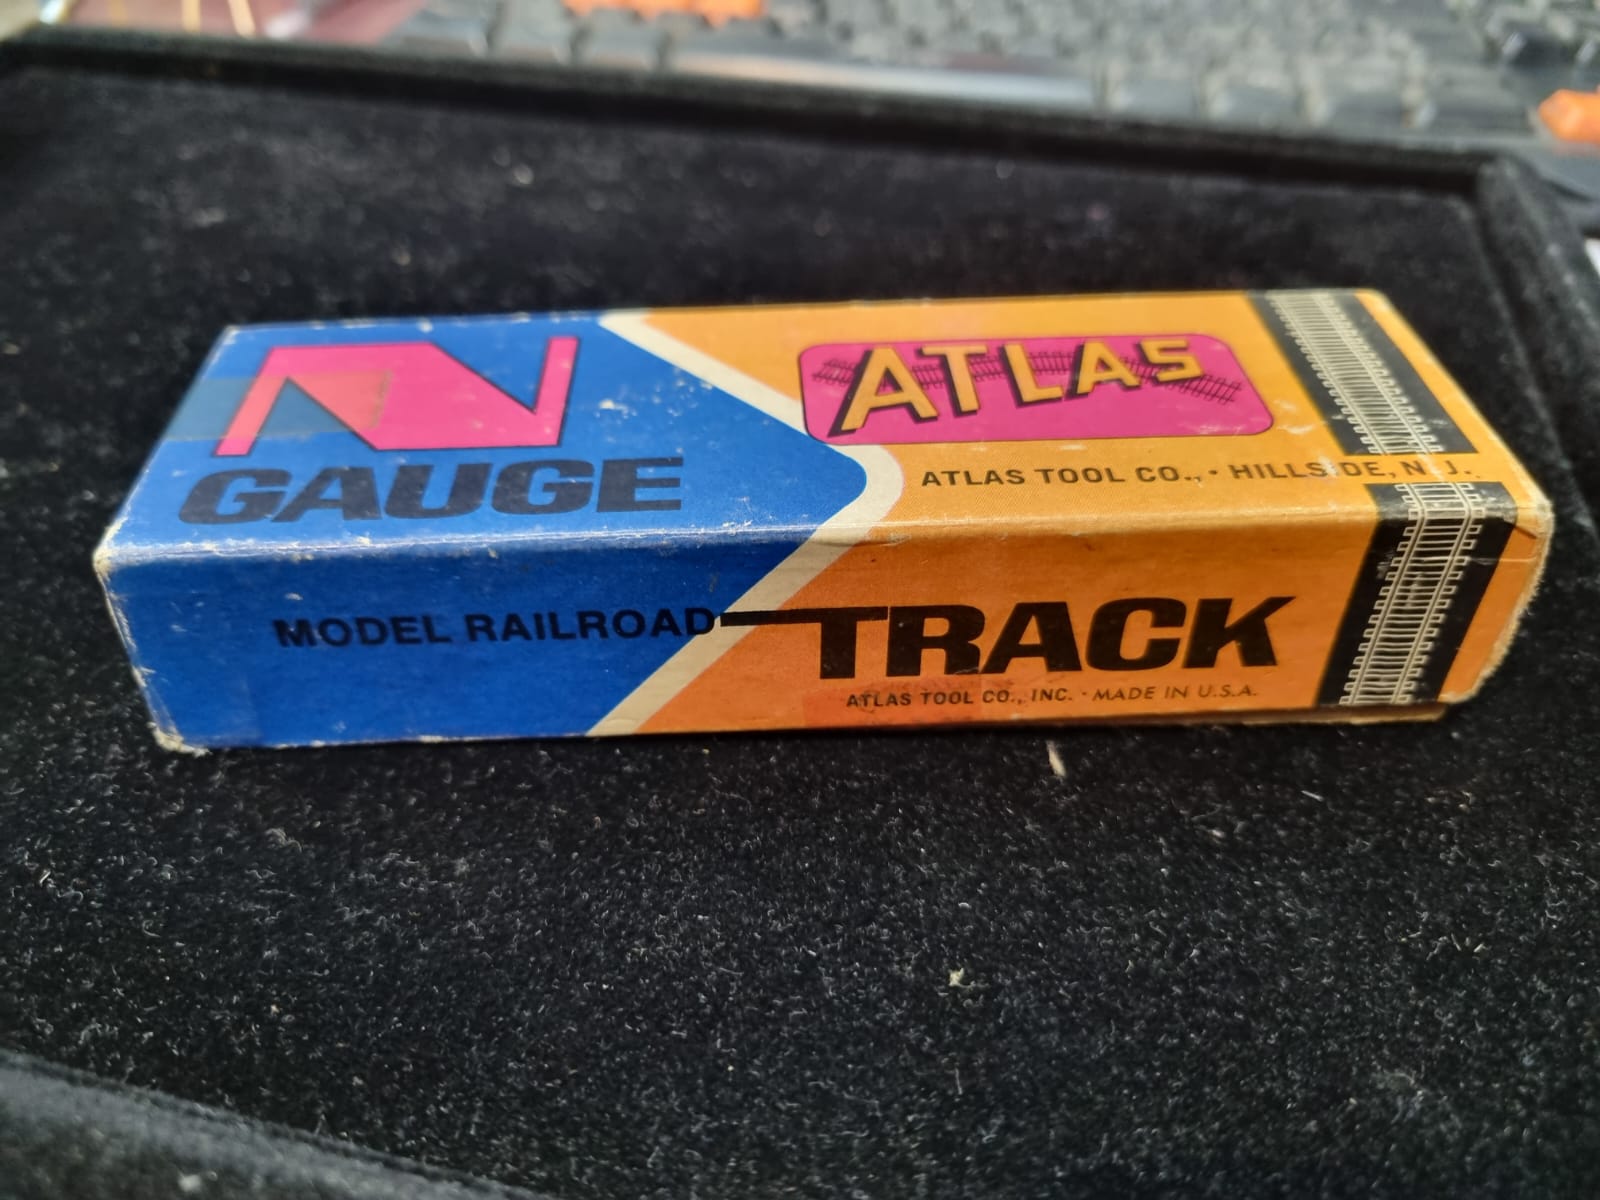 N
GAUGE
ATLAS
ATLAS TOOL CO., • HILLSIDE, N. J.
MODEL RAILROAD TRACK
ATLAS TOOL CO., INC. • MADE IN U.S.A.